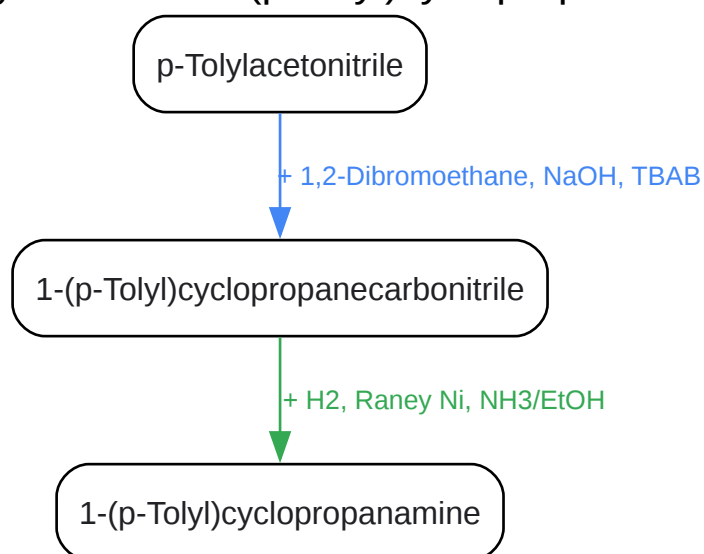 p-Tolylacetonitrile
+ 1,2-Dibromoethane, NaOH, TBAB
1-(p-Tolyl)cyclopropanecarbonitrile
+ H2, Raney Ni, NH3/EtOH
1-(p-Tolyl)cyclopropanamine